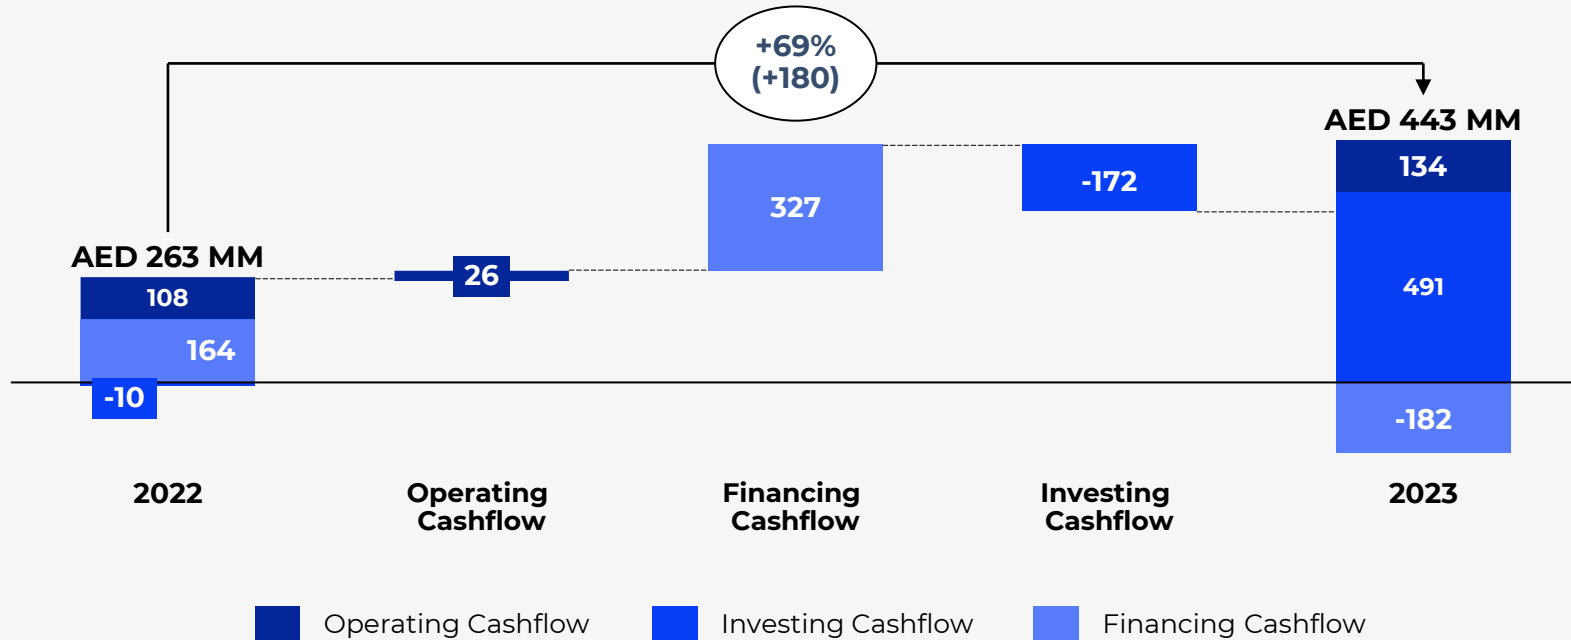 +69%
(+180)
AED 443 MM
134
-172
327
AED 263 MM
26
108
491
164
-10
-182
2022
Operating
Cashflow
Financing
Cashflow
Investing
Cashflow
2023
Operating Cashflow
Investing Cashflow
Financing Cashflow